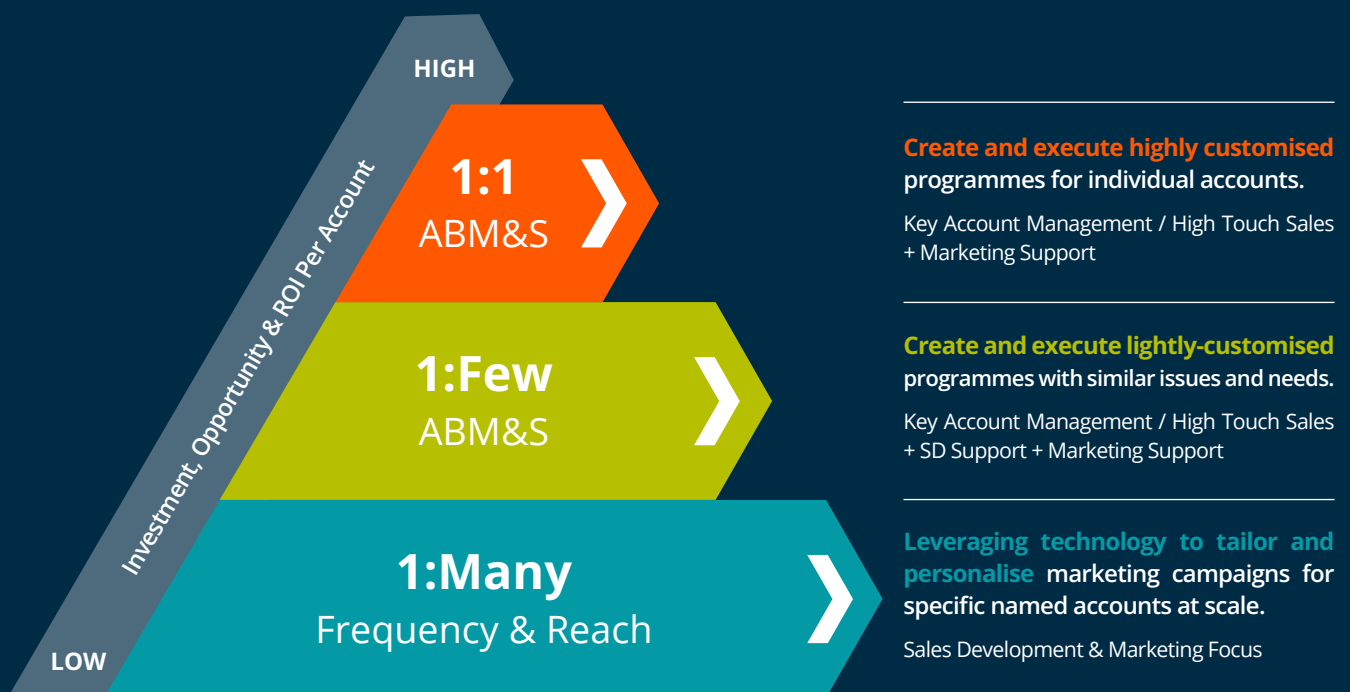 HIGH
Investment, Opportunity & ROI Per Account
LOW
1:1
ABM&S
Create and execute highly customised
programmes for individual accounts.
Key Account Management / High Touch Sales
+ Marketing Support
1:Few
ABM&S
Create and execute lightly-customised
programmes with similar issues and needs.
Key Account Management / High Touch Sales
+ SD Support + Marketing Support
1:Many
Frequency & Reach
Leveraging technology to tailor and
personalise marketing campaigns for
specific named accounts at scale.
Sales Development & Marketing Focus